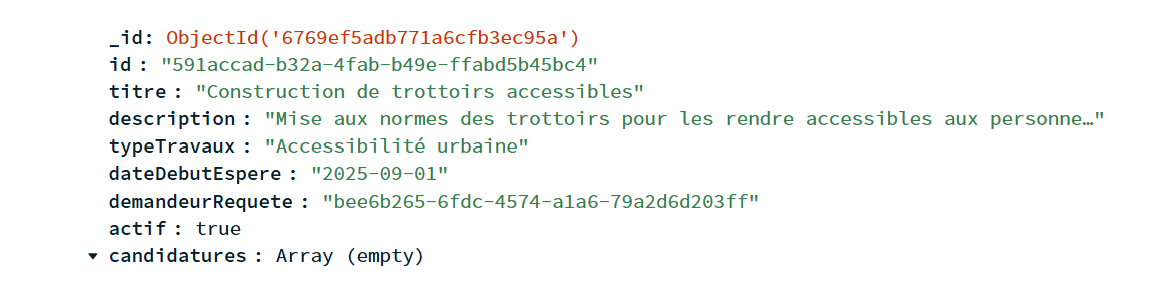 _id: ObjectId('6769ef5adb771a6cfb3ec95a')
id : "591accad-b32a-4fab-b49e-ffabd5b45bc4"
titre : "Construction de trottoirs accessibles"
description : "Mise aux normes des trottoirs pour les rendre accessibles aux personne…"
typeTravaux : "Accessibilité urbaine"
dateDebutEspere : "2025-09-01"
demandeurRequete : "bee6b265-6fdc-4574-a1a6-79a2d6d203ff"
actif : true
candidatures : Array (empty)